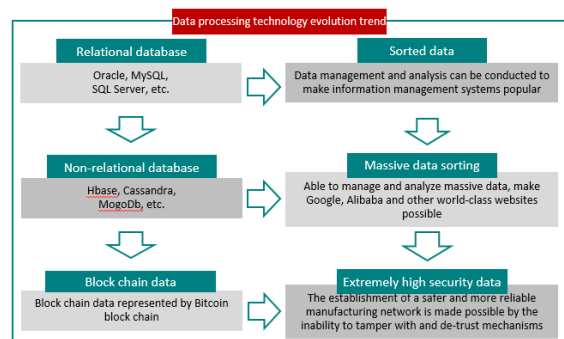 Data processing technology evolution trend
Relational database
Oracle, MySQL,
SQL Server, etc.
Sorted data
Data management and analysis can be conducted to
make information management systems popular
Non-relational database
Hbase, Cassandra,
MogoDb, etc.
Massive data sorting
Able to manage and analyze massive data, make
Google, Alibaba and other world-class websites
possible
Block chain data
Block chain data represented by Bitcoin
block chain
Extremely high security data
The establishment of a safer and more reliable
manufacturing network is made possible by the
inability to tamper with and de-trust mechanisms